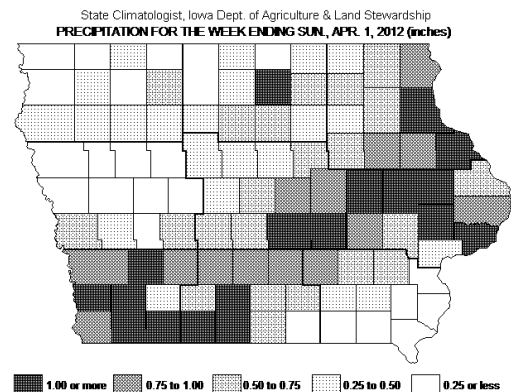 State Climatologist, Iowa Dept. of Agriculture & Land Stewardship
PRECIPITATION FOR THE WEEK ENDING SUN., APR. 1, 2012 (inches)
1.00 or more 0.75 to 1.00 0.50 to 0.75 0.25 to 0.50 0.25 or less